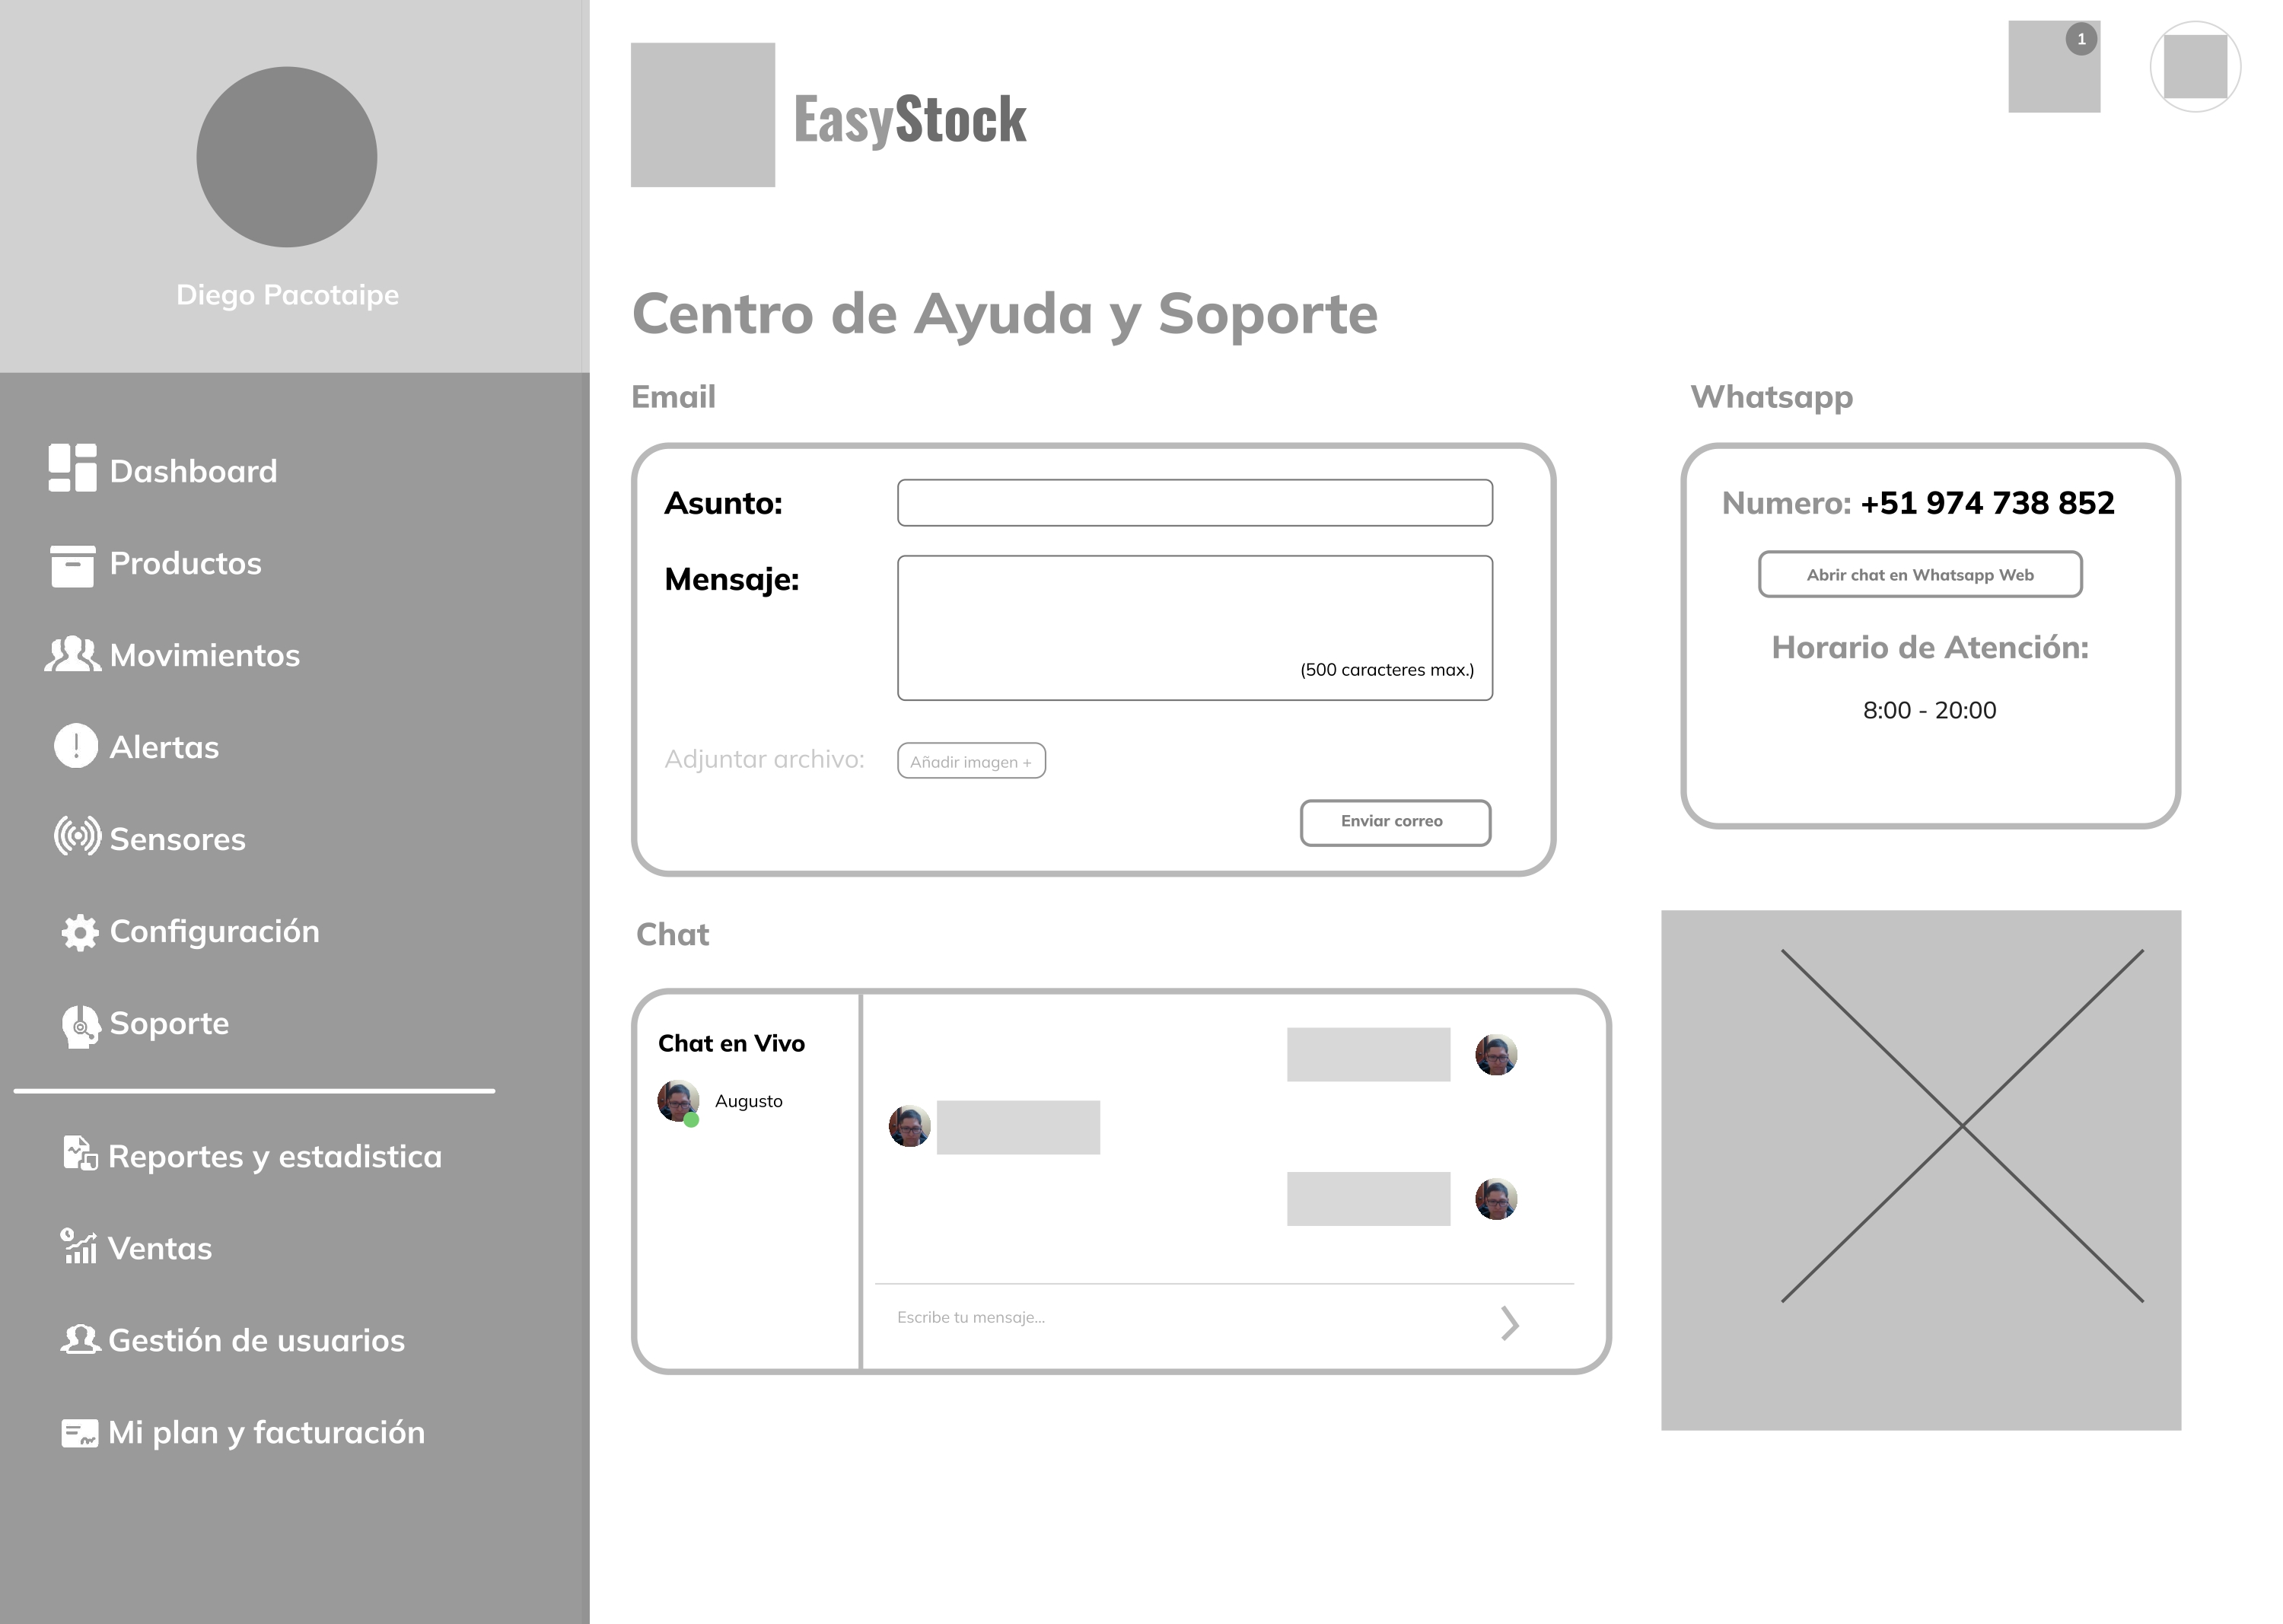 Diego Pacotaipe
Dashboard
Productos
Movimientos
Alertas
Sensores
Configuración
Soporte
Reportes y estadistica
Ventas
Gestión de usuarios
Mi plan y facturación
EasyStock
1
Centro de Ayuda y Soporte
Email
Asunto:
Mensaje:
(500 caracteres max.)
Adjuntar archivo:
Añadir imagen +
Enviar correo
Whatsapp
Numero: +51 974 738 852
Abrir chat en Whatsapp Web
Horario de Atención:
8:00 - 20:00
Chat
Chat en Vivo
Augusto
Escribe tu mensaje...